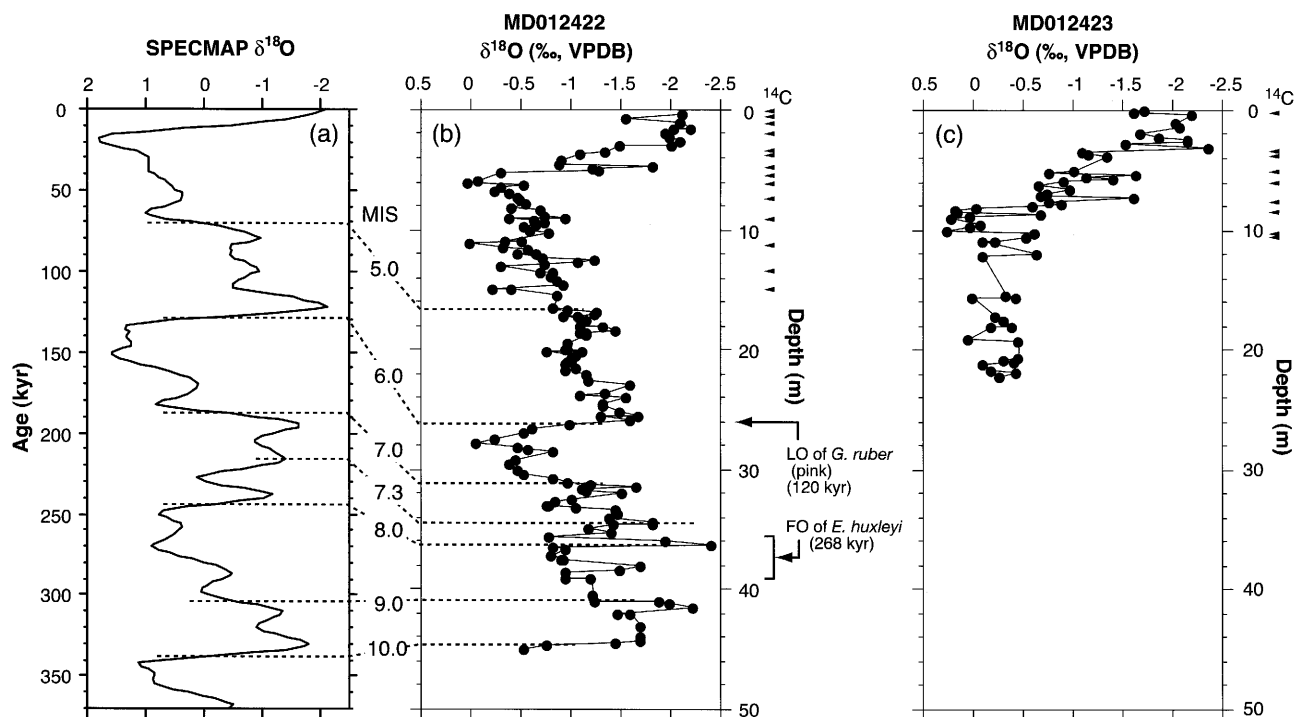 SPECMAP δ¹⁸O
2 1 0 -1 -2
(a)
0
50
100
150
200
250
300
350
Age (kyr)
MIS
5.0
6.0
7.0
7.3
8.0
9.0
10.0
MD012422
δ¹⁸O (‰, VPDB)
0.5 0 -0.5 -1 -1.5 -2 -2.5
¹⁴C
(b)
0
10
20
30
40
50
Depth (m)
LO of G. ruber
(pink)
(120 kyr)
FO of E. huxleyi
(268 kyr)
MD012423
δ¹⁸O (‰, VPDB)
0.5 0 -0.5 -1 -1.5 -2 -2.5
¹⁴C
(c)
0
10
20
30
40
50
Depth (m)